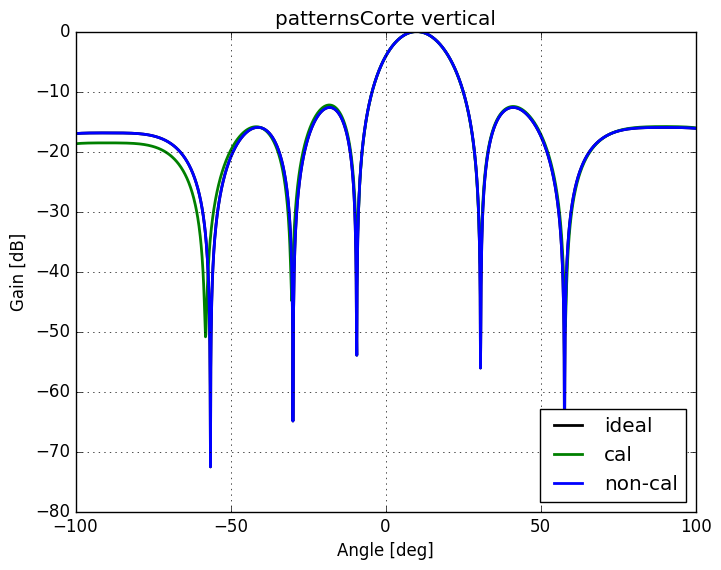 patternsCorte vertical
0
−10
−20
−30
−40
−50
−60
−70
−80
Gain [dB]
−100
−50
0
50
100
Angle [deg]
ideal
cal
non-cal